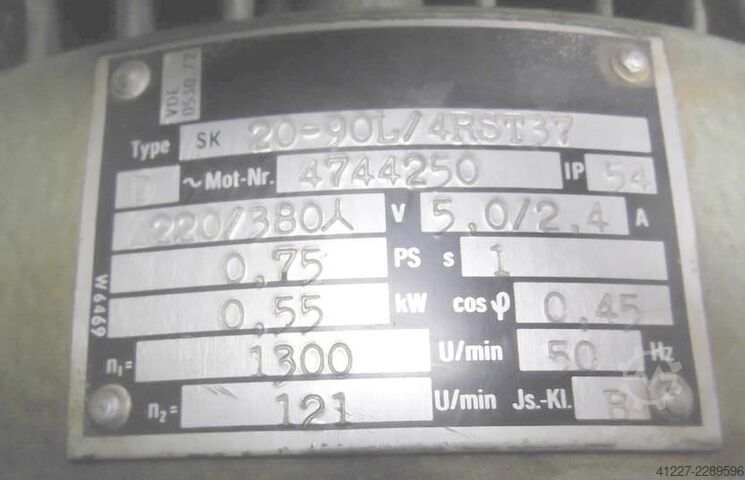 VDE
0530/7
Type SK 20-90L/4RST37
D ~ Mot-Nr. 4744250 IP 54
△220/380⅄ V 5,0/2,4 A
0,75 PS s 1
0,55 kW cos φ 0,45
n₁= 1300 U/min 50 Hz
n₂= 121 U/min Js.-Kl. B
W6469
41227-2289596